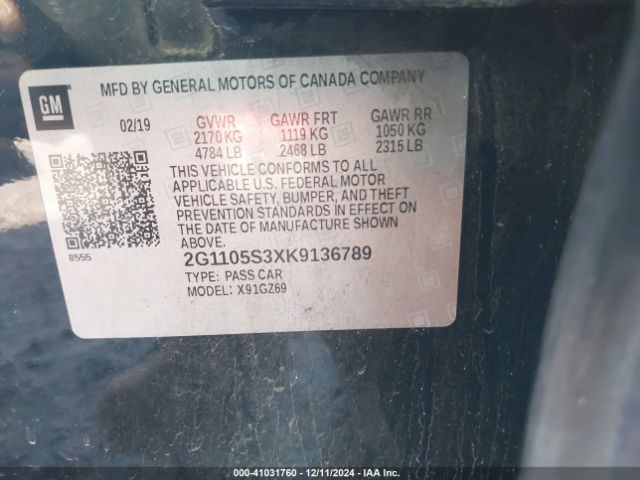 GM
MFD BY GENERAL MOTORS OF CANADA COMPANY
02/19 GVWR GAWR FRT GAWR RR
2170 KG 1119 KG 1050 KG
4784 LB 2468 LB 2315 LB
THIS VEHICLE CONFORMS TO ALL
APPLICABLE U.S. FEDERAL MOTOR
VEHICLE SAFETY, BUMPER, AND THEFT
PREVENTION STANDARDS IN EFFECT ON
THE DATE OF MANUFACTURE SHOWN
ABOVE.
8555
2G1105S3XK9136789
TYPE: PASS CAR
MODEL: X91GZ69
000-41031760 - 12/11/2024 - IAA Inc.